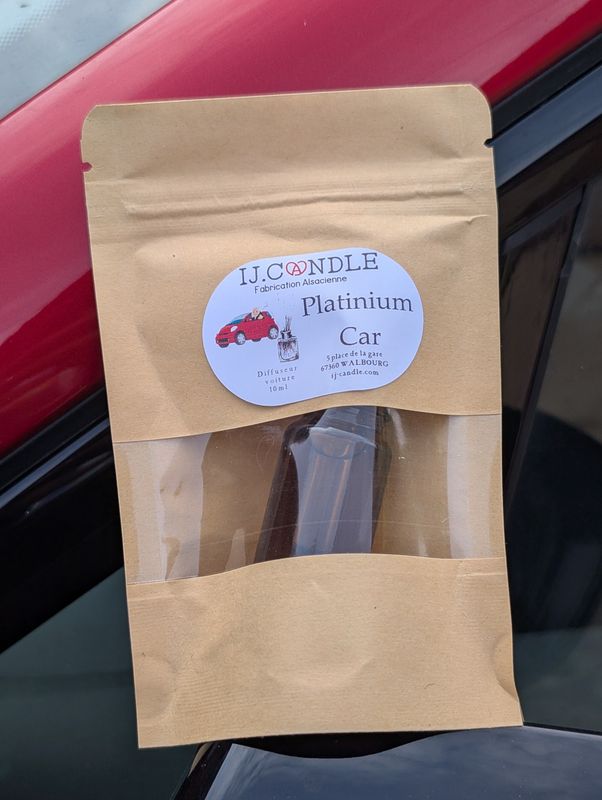 IJ.CANDLE
Fabrication Alsacienne
Platinium
Car
Diffuseur
voiture
10ml
5 place de la gare
67360 WALBOURG
ij-candle.com